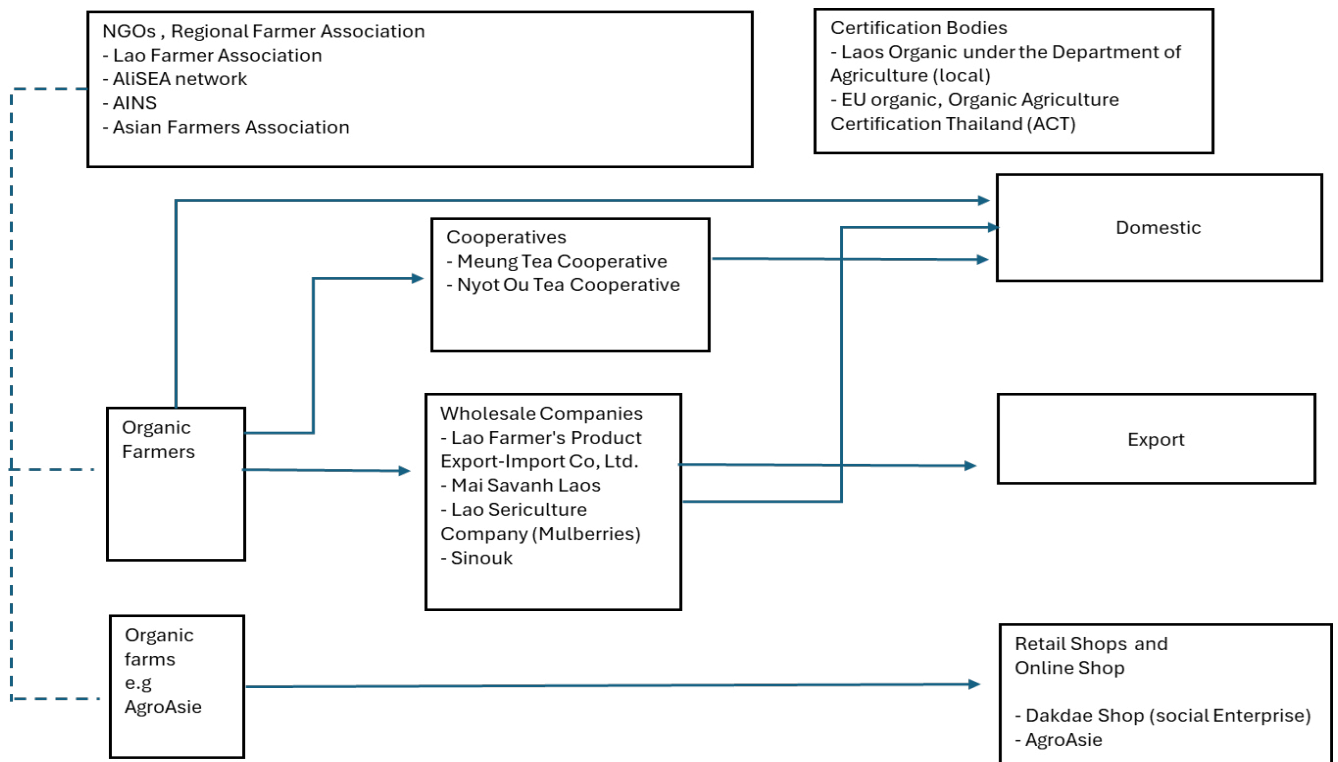 NGOs , Regional Farmer Association
- Lao Farmer Association
- AliSEA network
- AINS
- Asian Farmers Association
Certification Bodies
- Laos Organic under the Department of
Agriculture (local)
- EU organic, Organic Agriculture
Certification Thailand (ACT)
Domestic
Cooperatives
- Meung Tea Cooperative
- Nyot Ou Tea Cooperative
Organic
Farmers
Wholesale Companies
- Lao Farmer's Product
Export-Import Co, Ltd.
- Mai Savanh Laos
- Lao Sericulture
Company (Mulberries)
- Sinouk
Export
Organic
farms
e.g
AgroAsie
Retail Shops and
Online Shop
- Dakdae Shop (social Enterprise)
- AgroAsie